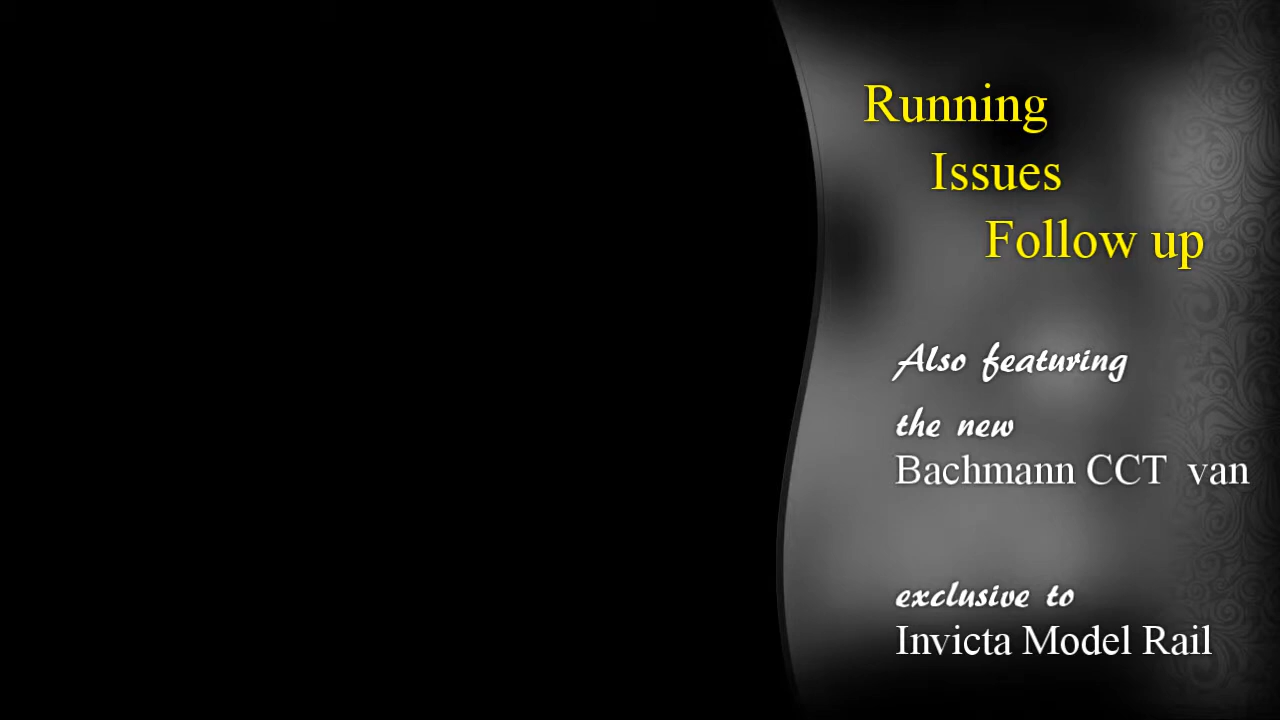 Running
Issues
Follow up
Also featuring
the new
Bachmann CCT van
exclusive to
Invicta Model Rail